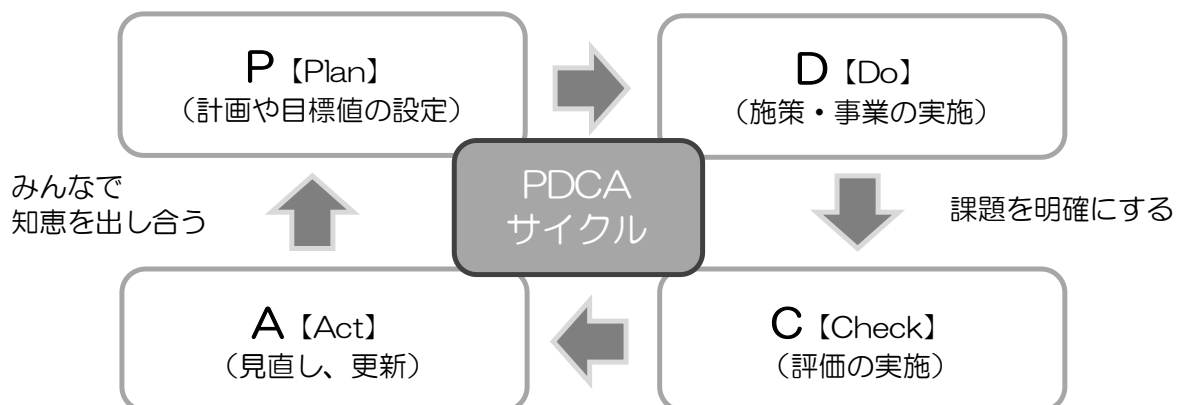 P【Plan】
（計画や目標値の設定）
D【Do】
（施策・事業の実施）
PDCA
サイクル
みんなで
知恵を出し合う
課題を明確にする
A【Act】
（見直し、更新）
C【Check】
（評価の実施）